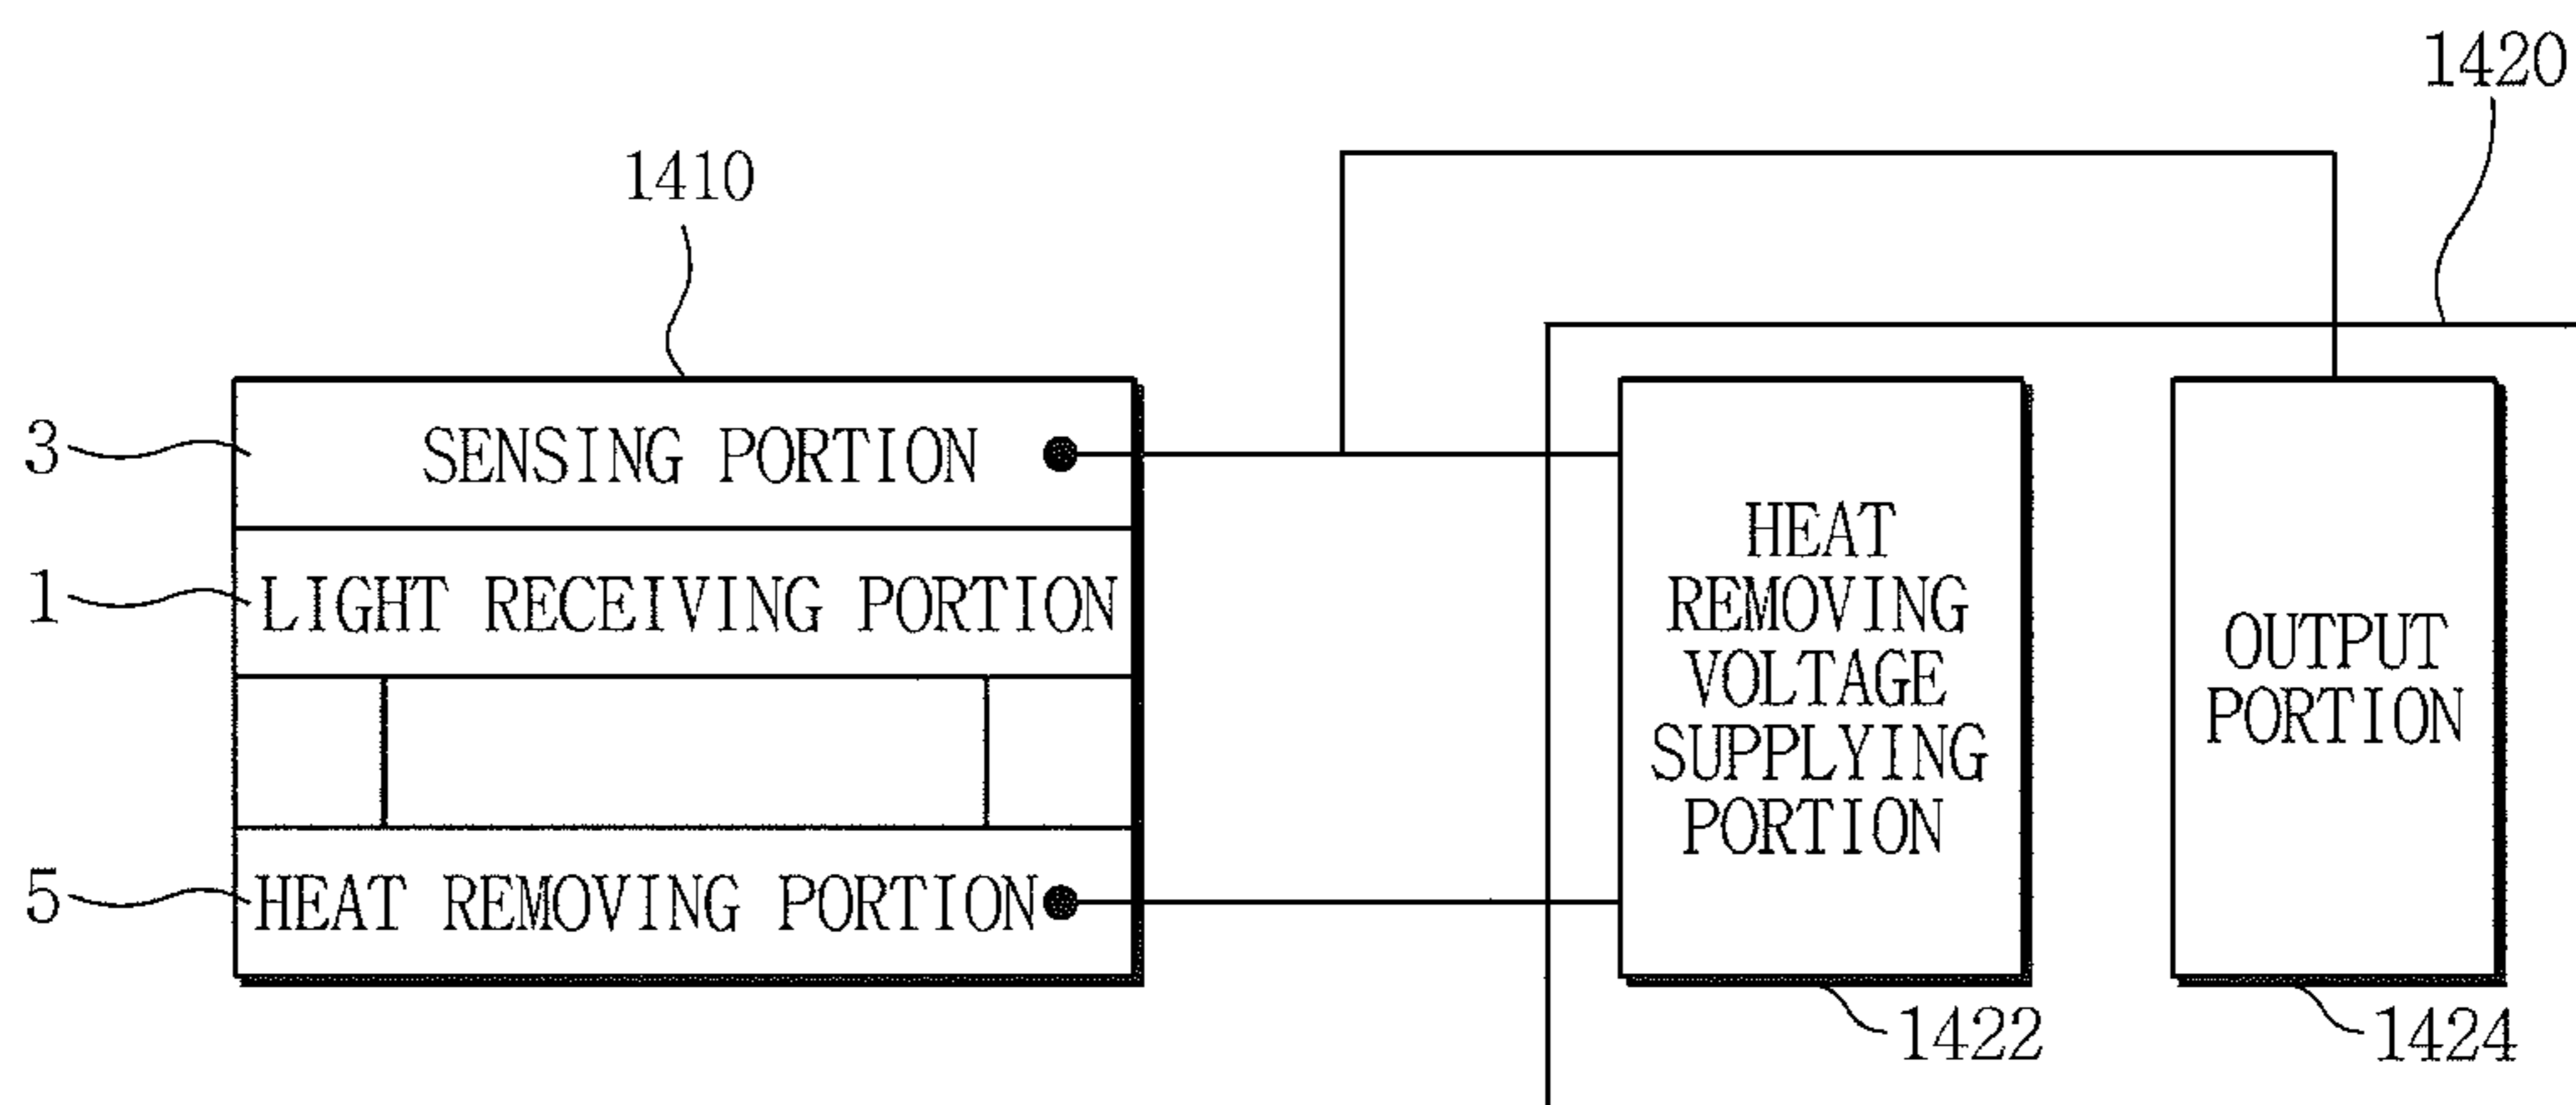 1420
1410
3
SENSING PORTION
1
LIGHT RECEIVING PORTION
5
HEAT REMOVING PORTION
HEAT
REMOVING
VOLTAGE
SUPPLYING
PORTION
OUTPUT
PORTION
1422
1424